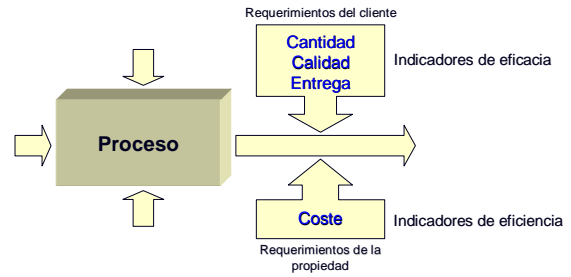 Requerimientos del cliente
Cantidad
Calidad
Entrega
Indicadores de eficacia
Proceso
Coste
Indicadores de eficiencia
Requerimientos de la
propiedad